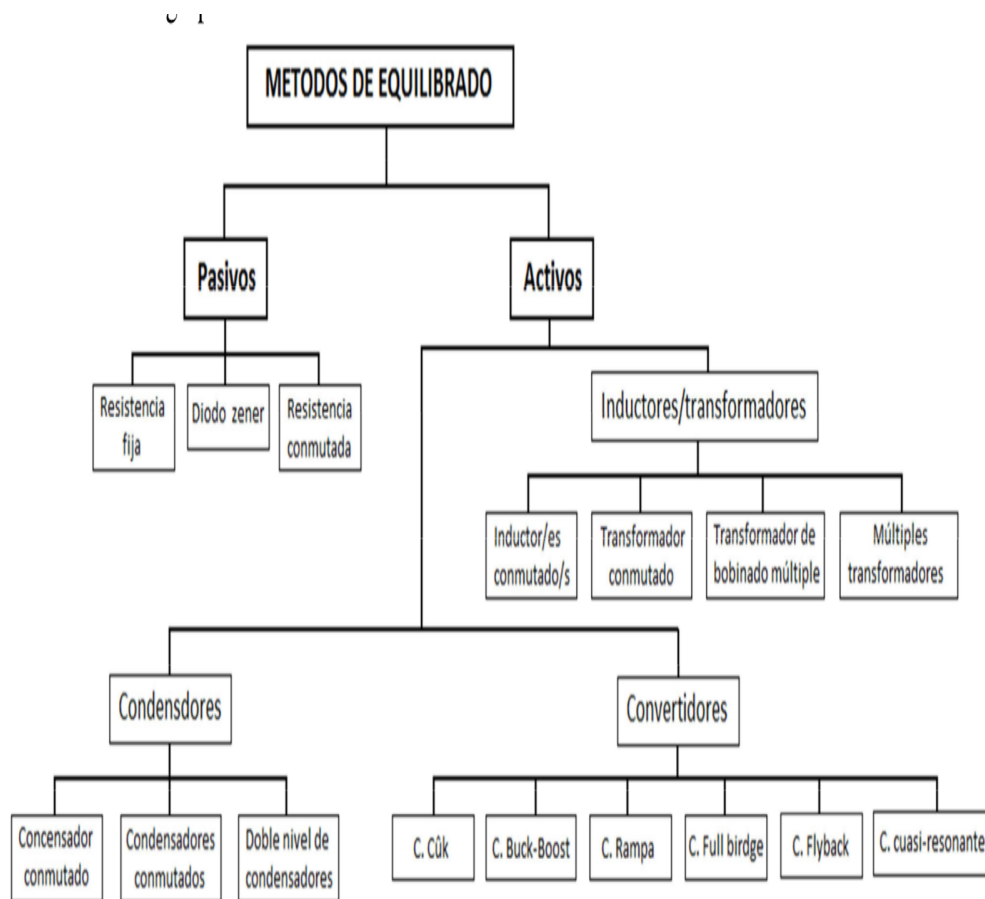 METODOS DE EQUILIBRADO
Pasivos
Activos
Resistencia
fija
Diodo zener
Resistencia
conmutada
Inductores/transformadores
Inductor/es
conmutado/s
Transformador
conmutado
Transformador de
bobinado múltiple
Múltiples
transformadores
Condensdores
Convertidores
Concensador
conmutado
Condensadores
conmutados
Doble nivel de
condensadores
C. Cûk
C. Buck-Boost
C. Rampa
C. Full birdge
C. Flyback
C. cuasi-resonante